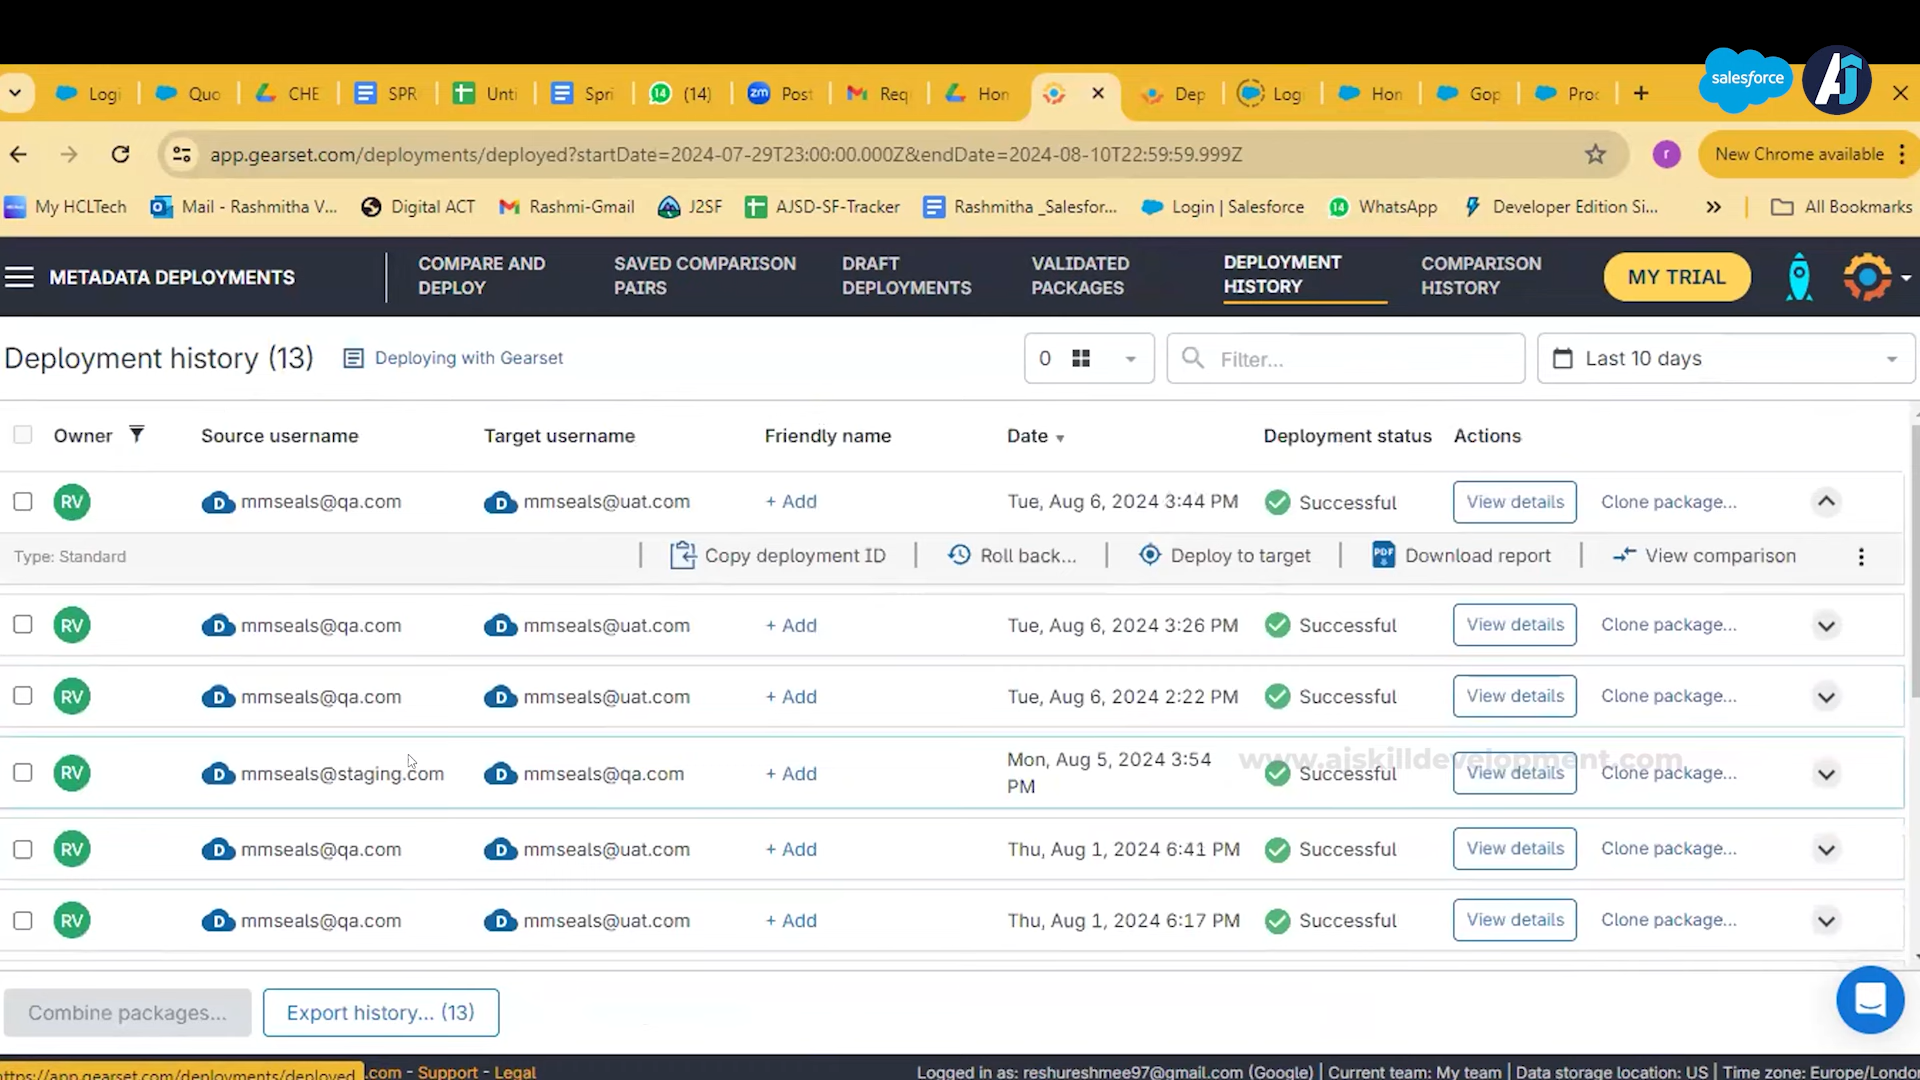 salesforce
Logi
Quo
CHE
SPR
Unti
Spri
14
(14)
zm
Post
Req
Hon
Dep
Logi
Hon
Gop
Proc
app.gearset.com/deployments/deployed?startDate=2024-07-29T23:00:00.000Z&endDate=2024-08-10T22:59:59.999Z
r
New Chrome available
My HCLTech
Mail - Rashmitha V...
Digital ACT
Rashmi-Gmail
J2SF
AJSD-SF-Tracker
Rashmitha _Salesfor...
Login | Salesforce
14
WhatsApp
Developer Edition Si...
All Bookmarks
METADATA DEPLOYMENTS
COMPARE AND
DEPLOY
SAVED COMPARISON
PAIRS
DRAFT
DEPLOYMENTS
VALIDATED
PACKAGES
DEPLOYMENT
HISTORY
COMPARISON
HISTORY
MY TRIAL
Deployment history (13)
Deploying with Gearset
0
Filter...
Last 10 days
Owner Source username Target username Friendly name Date Deployment status Actions
RV D mmseals@qa.com D mmseals@uat.com + Add Tue, Aug 6, 2024 3:44 PM Successful View details Clone package...
Type: Standard | Copy deployment ID | Roll back... | Deploy to target | PDF Download report | View comparison
RV D mmseals@qa.com D mmseals@uat.com + Add Tue, Aug 6, 2024 3:26 PM Successful View details Clone package...
RV D mmseals@qa.com D mmseals@uat.com + Add Tue, Aug 6, 2024 2:22 PM Successful View details Clone package...
www.ajskilldevelopment.com
RV D mmseals@staging.com D mmseals@qa.com + Add Mon, Aug 5, 2024 3:54
PM Successful View details Clone package...
RV D mmseals@qa.com D mmseals@uat.com + Add Thu, Aug 1, 2024 6:41 PM Successful View details Clone package...
RV D mmseals@qa.com D mmseals@uat.com + Add Thu, Aug 1, 2024 6:17 PM Successful View details Clone package...
Combine packages...
Export history... (13)
https://app.gearset.com/deployments/deployed
.com - Support - Legal
Logged in as: reshureshmee97@gmail.com (Google) | Current team: My team | Data storage location: US | Time zone: Europe/Londo